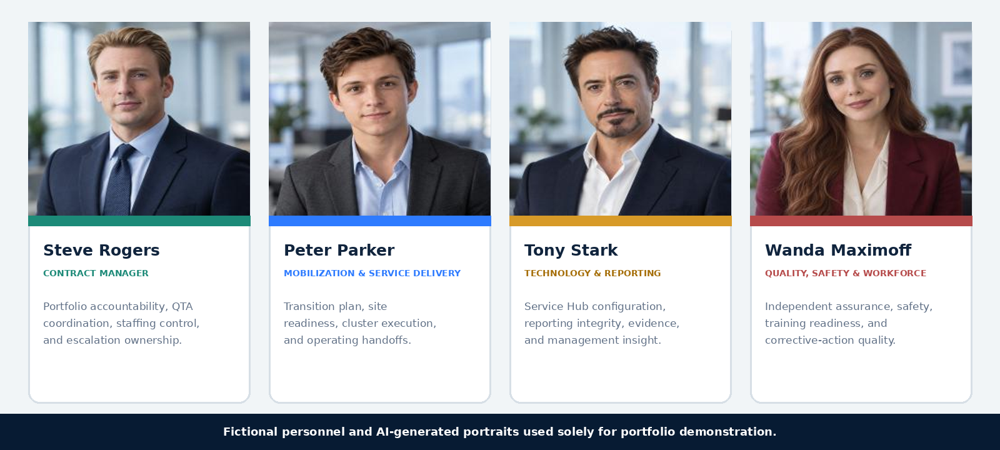 Steve Rogers
CONTRACT MANAGER
Portfolio accountability, QTA
coordination, staffing control,
and escalation ownership.
Peter Parker
MOBILIZATION & SERVICE DELIVERY
Transition plan, site
readiness, cluster execution,
and operating handoffs.
Tony Stark
TECHNOLOGY & REPORTING
Service Hub configuration,
reporting integrity, evidence,
and management insight.
Wanda Maximoff
QUALITY, SAFETY & WORKFORCE
Independent assurance, safety,
training readiness, and
corrective-action quality.
Fictional personnel and AI-generated portraits used solely for portfolio demonstration.